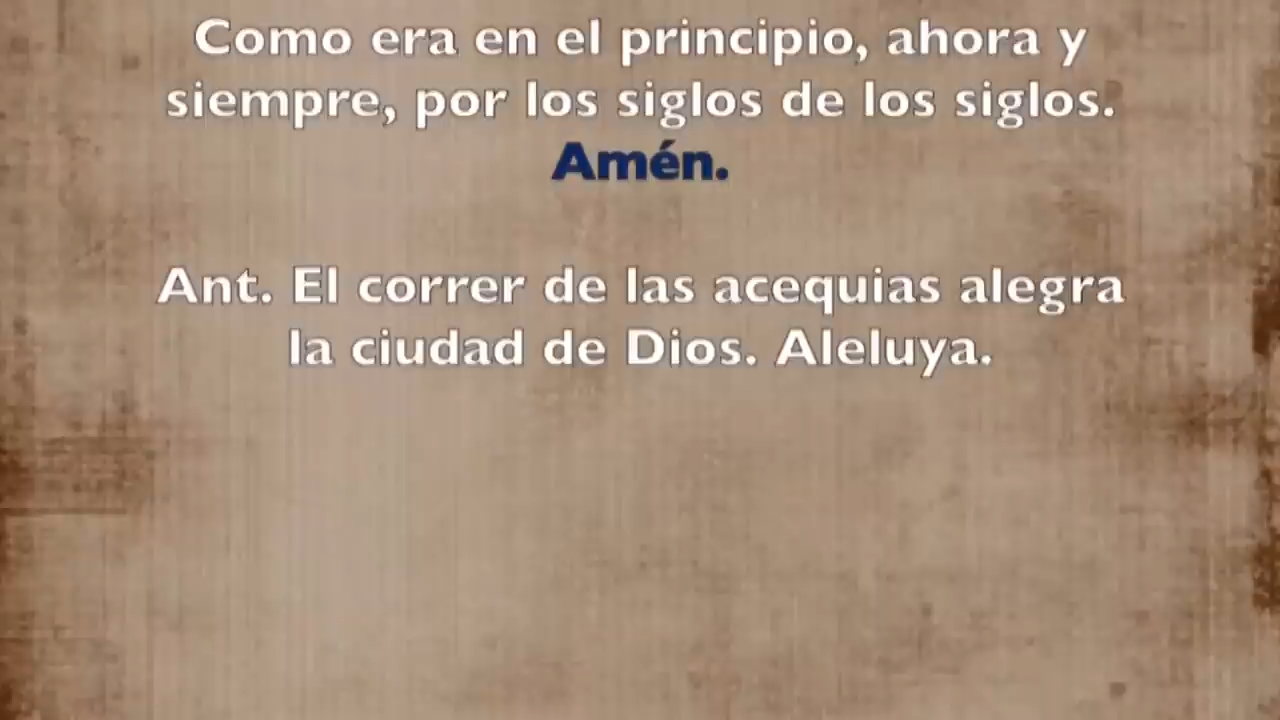 Como era en el principio, ahora y
siempre, por los siglos de los siglos.
Amén.
Ant. El correr de las acequias alegra
la ciudad de Dios. Aleluya.